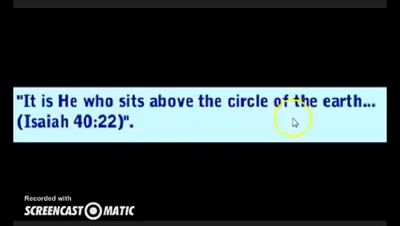 "It is He who sits above the circle of the earth...
(Isaiah 40:22)".
Recorded with
SCREENCAST O MATIC